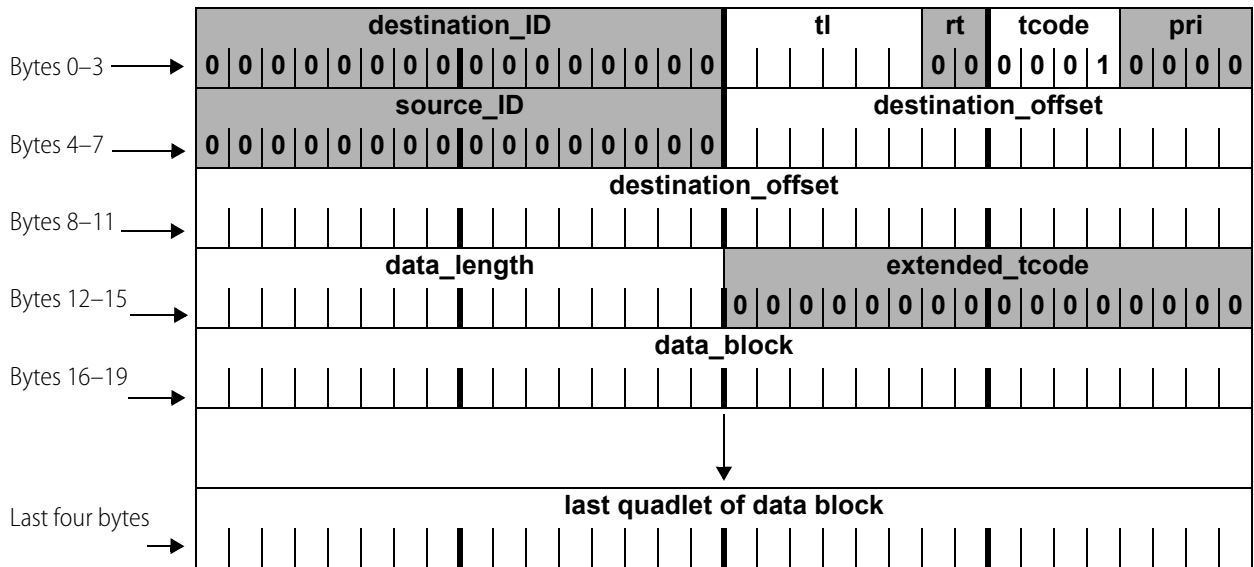 destination_ID tl rt tcode pri
Bytes 0–3 0 0 0 0 0 0 0 0 0 0 0 0 0 0 0 0 0 0 0 0 0 1 0 0 0 0
source_ID destination_offset
Bytes 4–7 0 0 0 0 0 0 0 0 0 0 0 0 0 0 0 0
destination_offset
Bytes 8–11
data_length extended_tcode
Bytes 12–15 0 0 0 0 0 0 0 0 0 0 0 0 0 0 0 0
data_block
Bytes 16–19
last quadlet of data block
Last four bytes